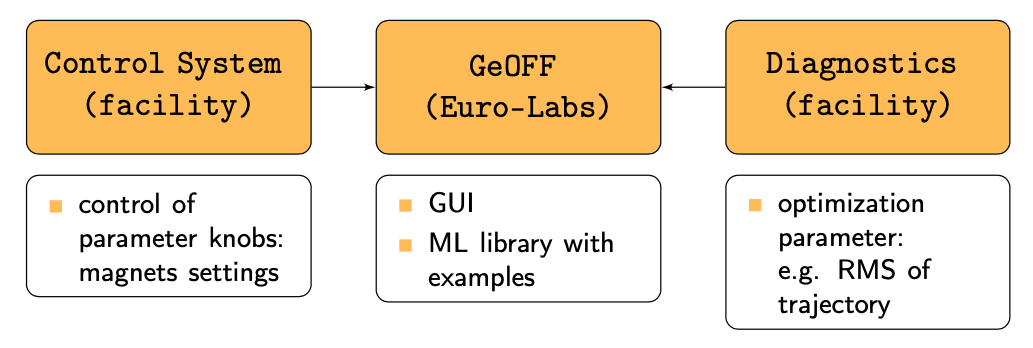 Control System
(facility)
GeOFF
(Euro-Labs)
Diagnostics
(facility)
control of
parameter knobs:
magnets settings
GUI
ML library with
examples
optimization
parameter:
e.g. RMS of
trajectory